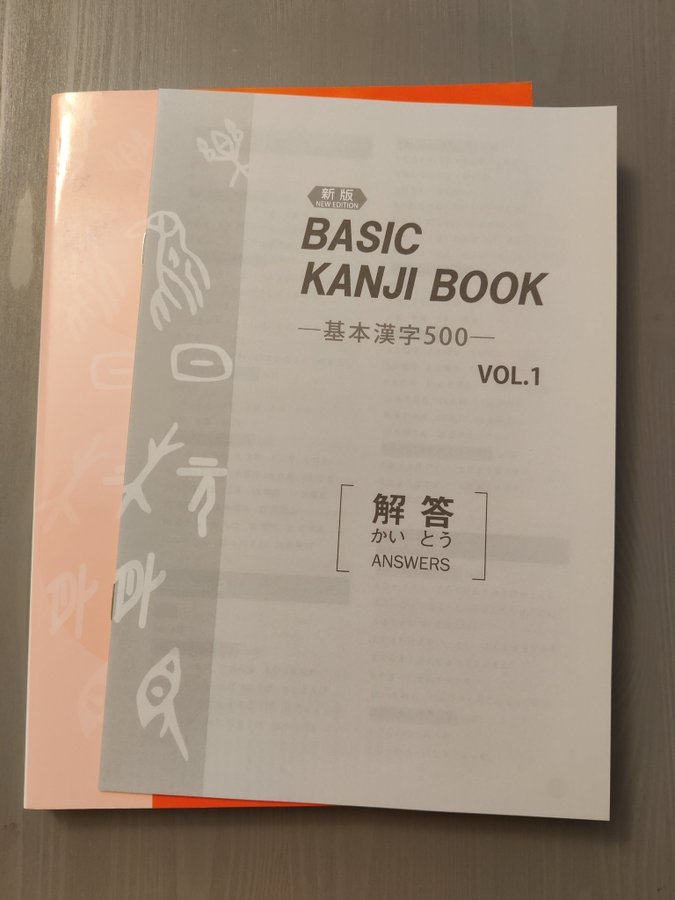 新版
NEW EDITION
BASIC
KANJI BOOK
―基本漢字500―
VOL.1
解答
かいとう
ANSWERS